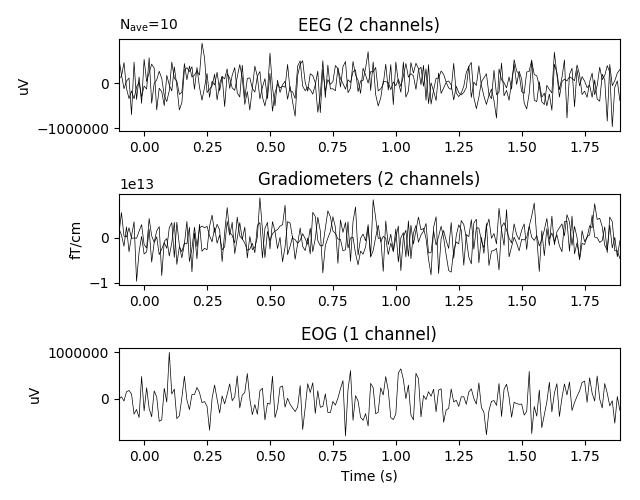 N_ave=10
EEG (2 channels)
uV
0
−1000000
0.00 0.25 0.50 0.75 1.00 1.25 1.50 1.75
1e13
Gradiometers (2 channels)
fT/cm
0
−1
0.00 0.25 0.50 0.75 1.00 1.25 1.50 1.75
EOG (1 channel)
1000000
uV
0
0.00 0.25 0.50 0.75 1.00 1.25 1.50 1.75
Time (s)